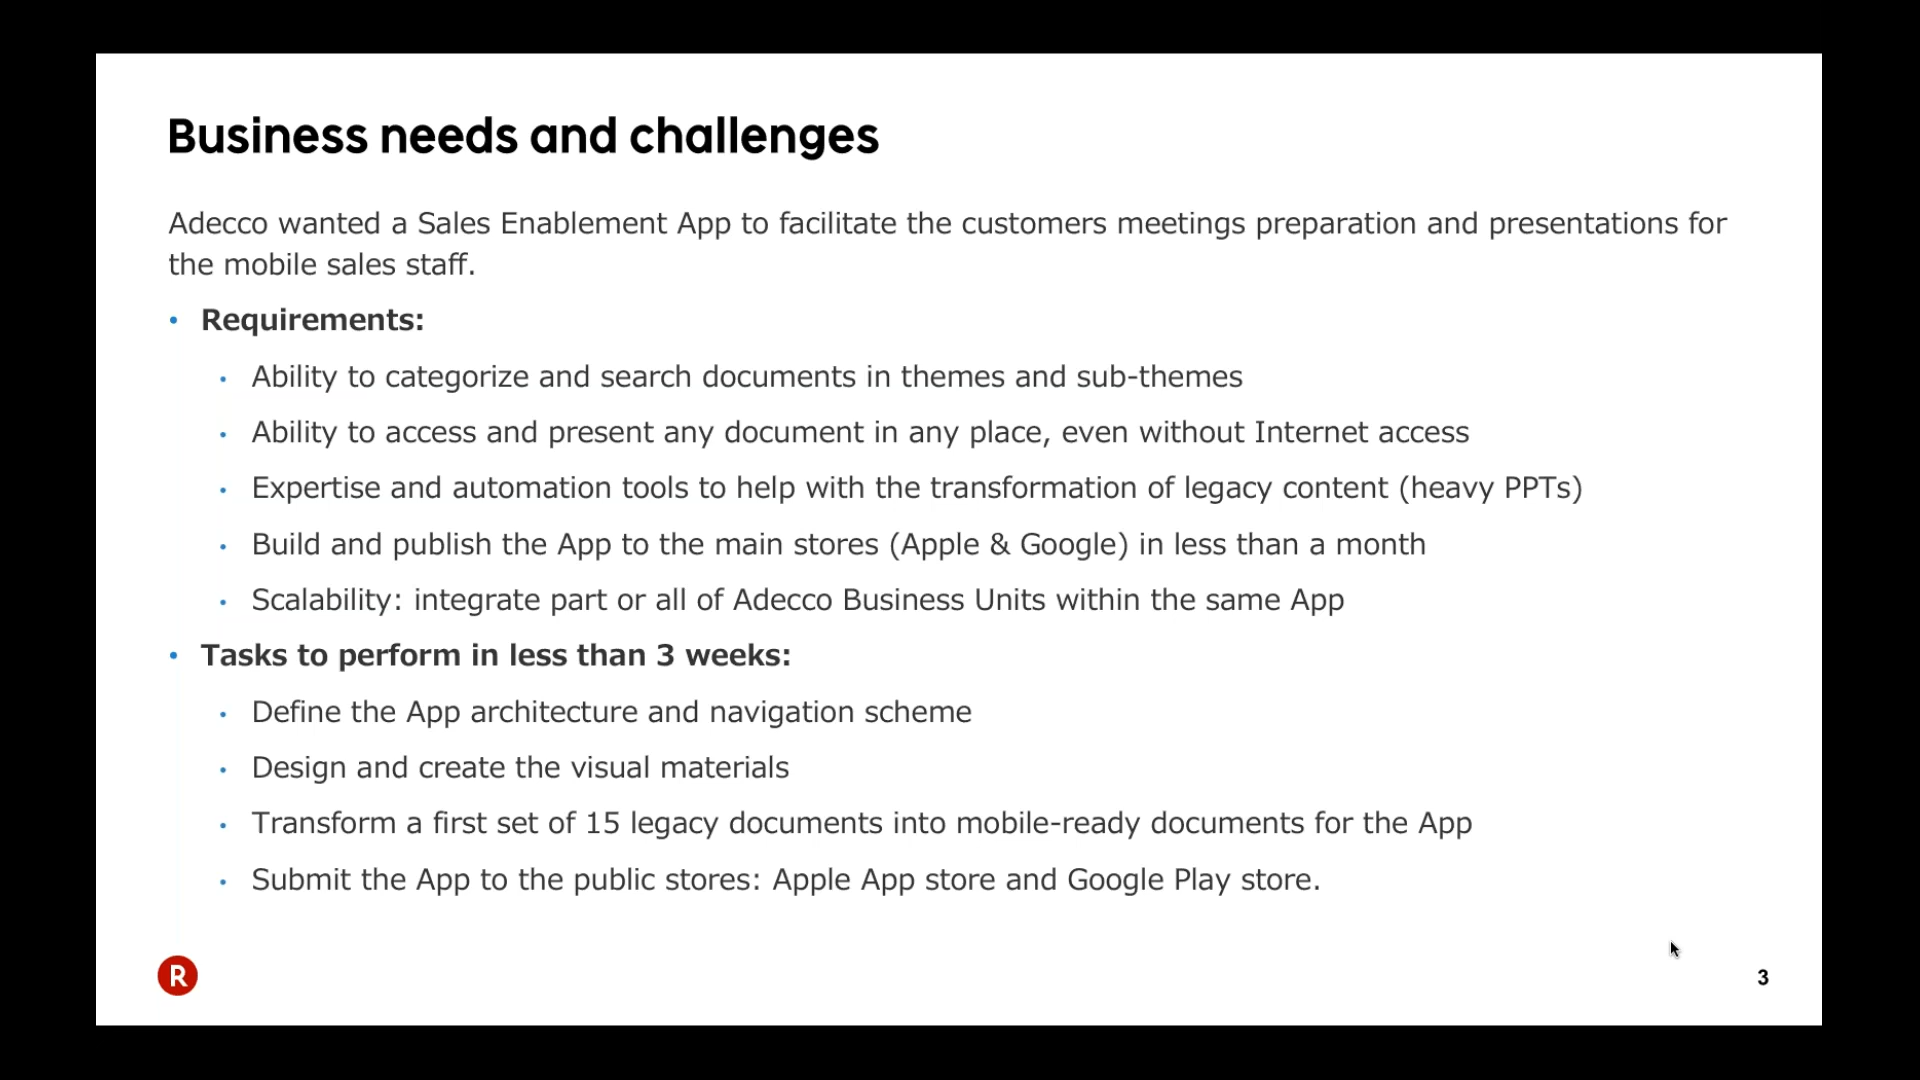 Business needs and challenges
Adecco wanted a Sales Enablement App to facilitate the customers meetings preparation and presentations for
the mobile sales staff.
• Requirements:
• Ability to categorize and search documents in themes and sub-themes
• Ability to access and present any document in any place, even without Internet access
• Expertise and automation tools to help with the transformation of legacy content (heavy PPTs)
• Build and publish the App to the main stores (Apple & Google) in less than a month
• Scalability: integrate part or all of Adecco Business Units within the same App
• Tasks to perform in less than 3 weeks:
• Define the App architecture and navigation scheme
• Design and create the visual materials
• Transform a first set of 15 legacy documents into mobile-ready documents for the App
• Submit the App to the public stores: Apple App store and Google Play store.
R
3